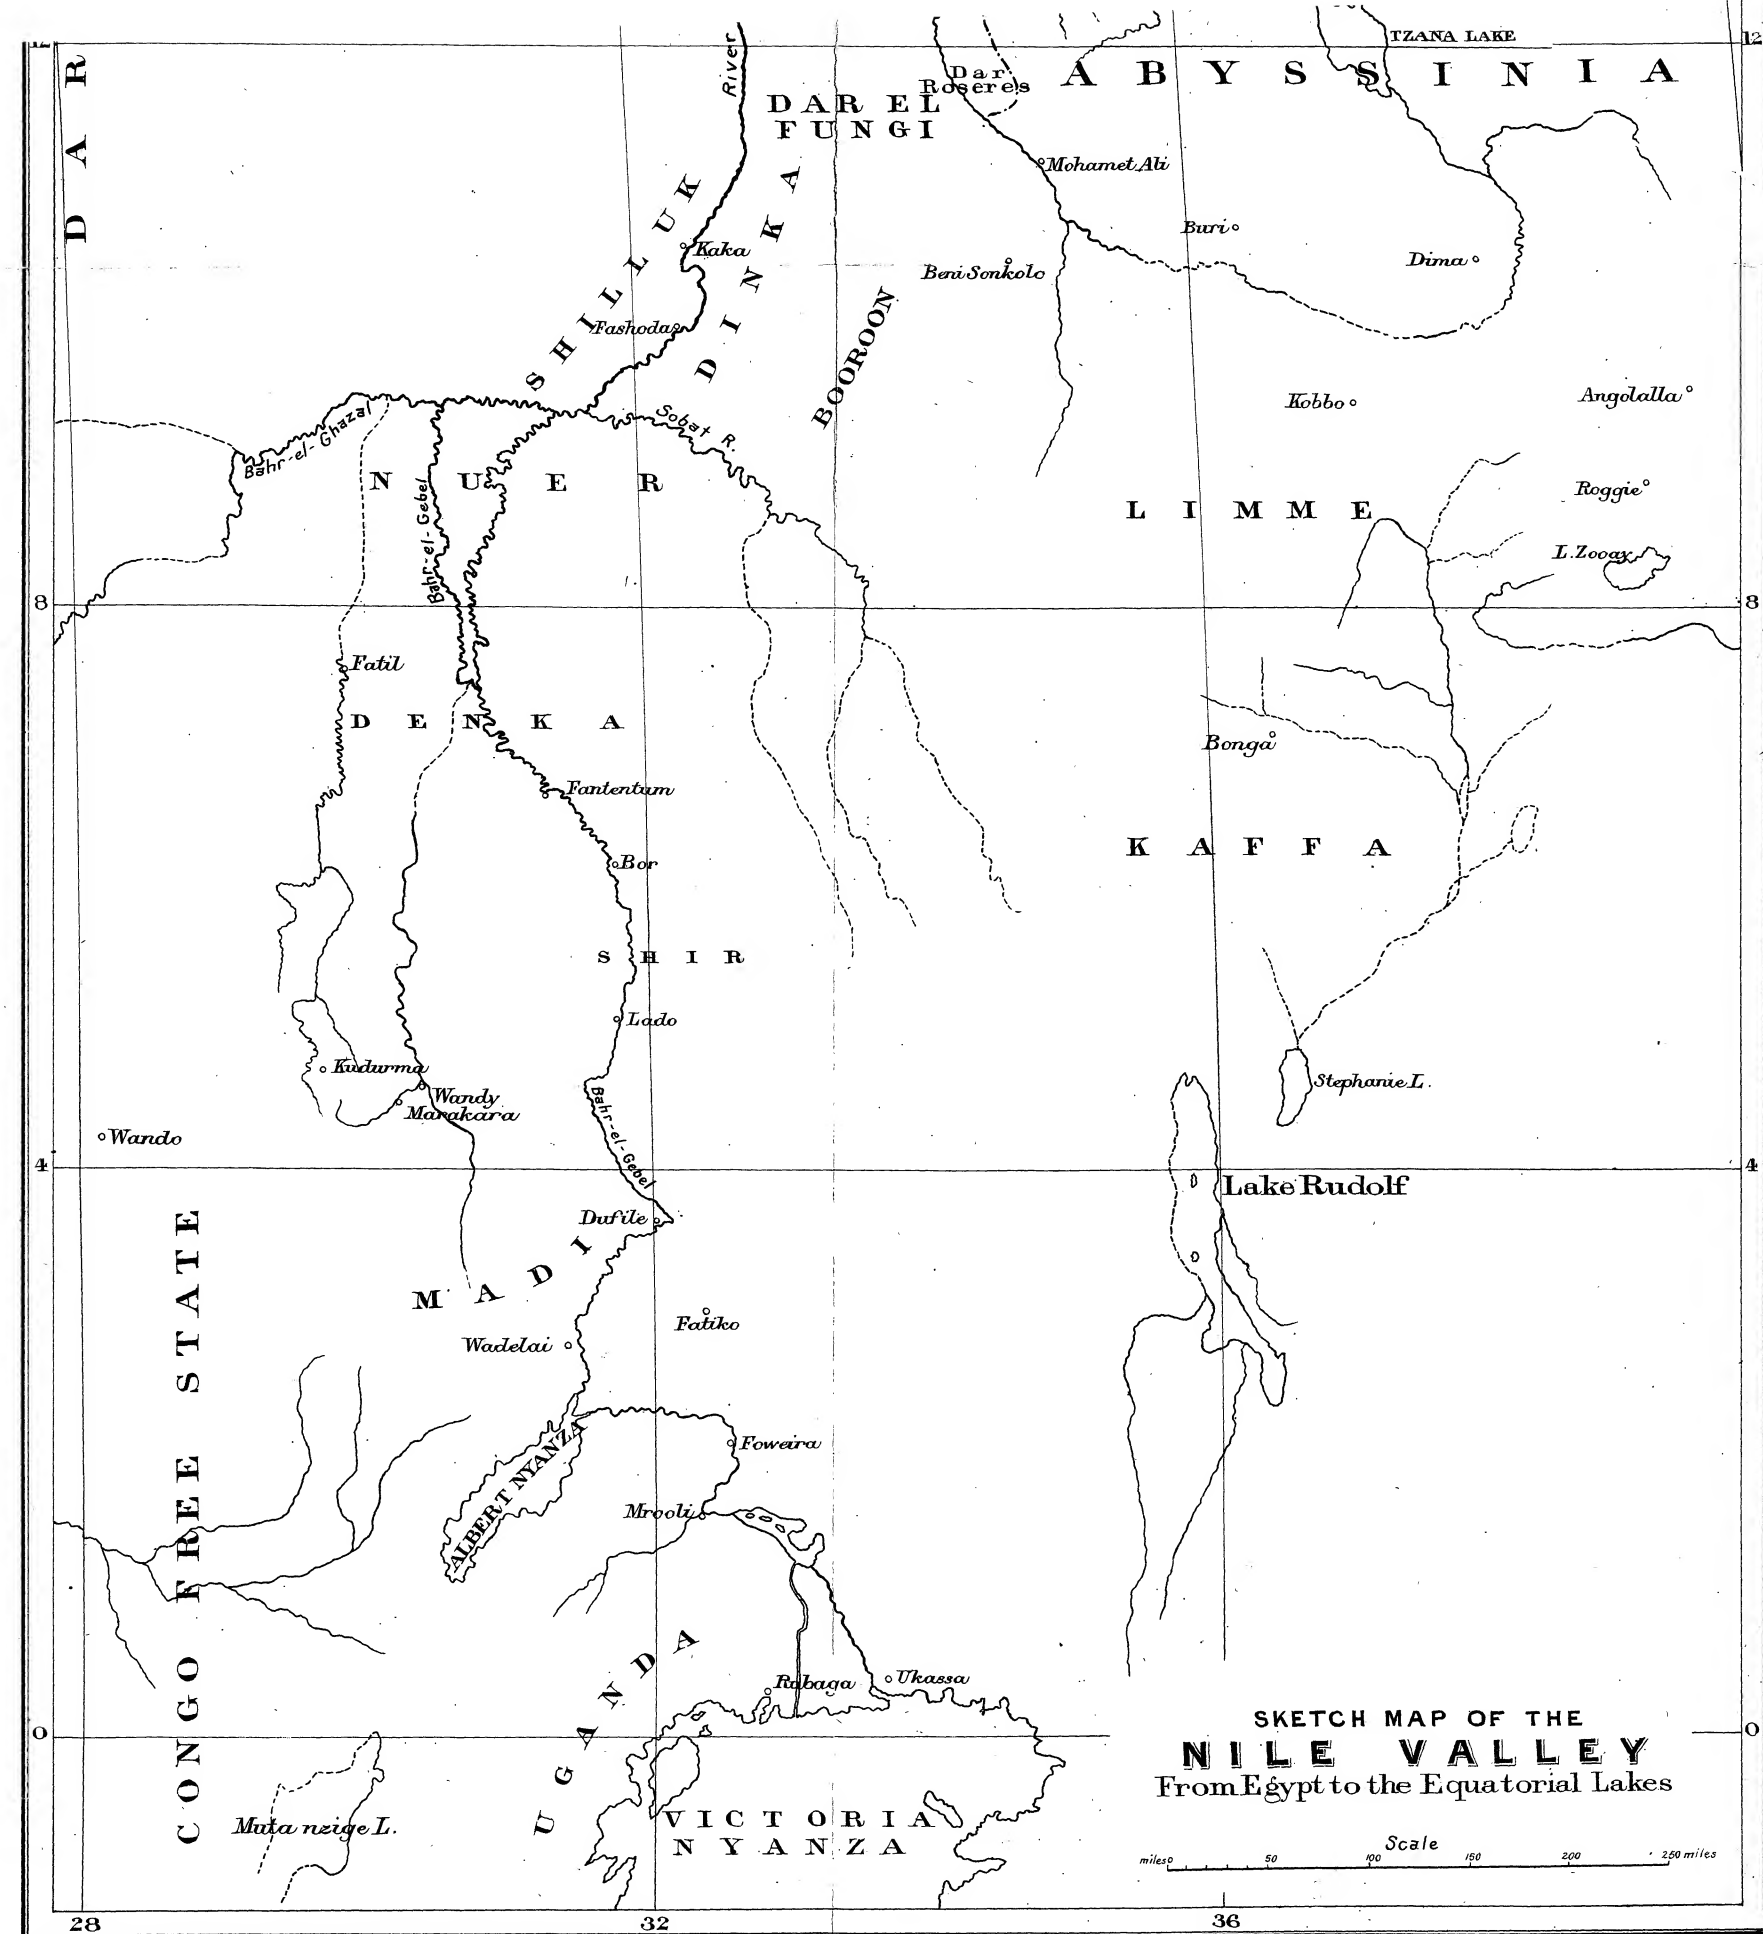 TZANA LAKE
12
12
DAR
River
Dar
Roseres
ABYSSINIA
DAR EL
FUNGI
Mohamet Ali
SHILLUK
DINKA
Kaka
Buri
Beni Sonkolo
Dima
Fashoda
BOOROON
Kobbo
Angolalla
Bahr-el-Ghazal
Sobat R.
NUER
Bahr-el-Gebel
LIMME
Roggie
L. Zooay
8
8
Fatil
DENKA
Bonga
Fantentum
Bor
KAFFA
SHIR
Lado
Kudurma
Wandy
Marakara
Bahr-el-Gebel
Stephanie L.
Wando
4
4
Lake Rudolf
Dufile
MADI
Fatiko
Wadelai
CONGO FREE STATE
ALBERT NYANZA
Foweira
Mrooli
UGANDA
Rubaga
Ukassa
0
0
Muta nzige L.
VICTORIA
NYANZA
SKETCH MAP OF THE
NILE VALLEY
From Egypt to the Equatorial Lakes
Scale
miles 0 50 100 150 200 250 miles
28 32 36